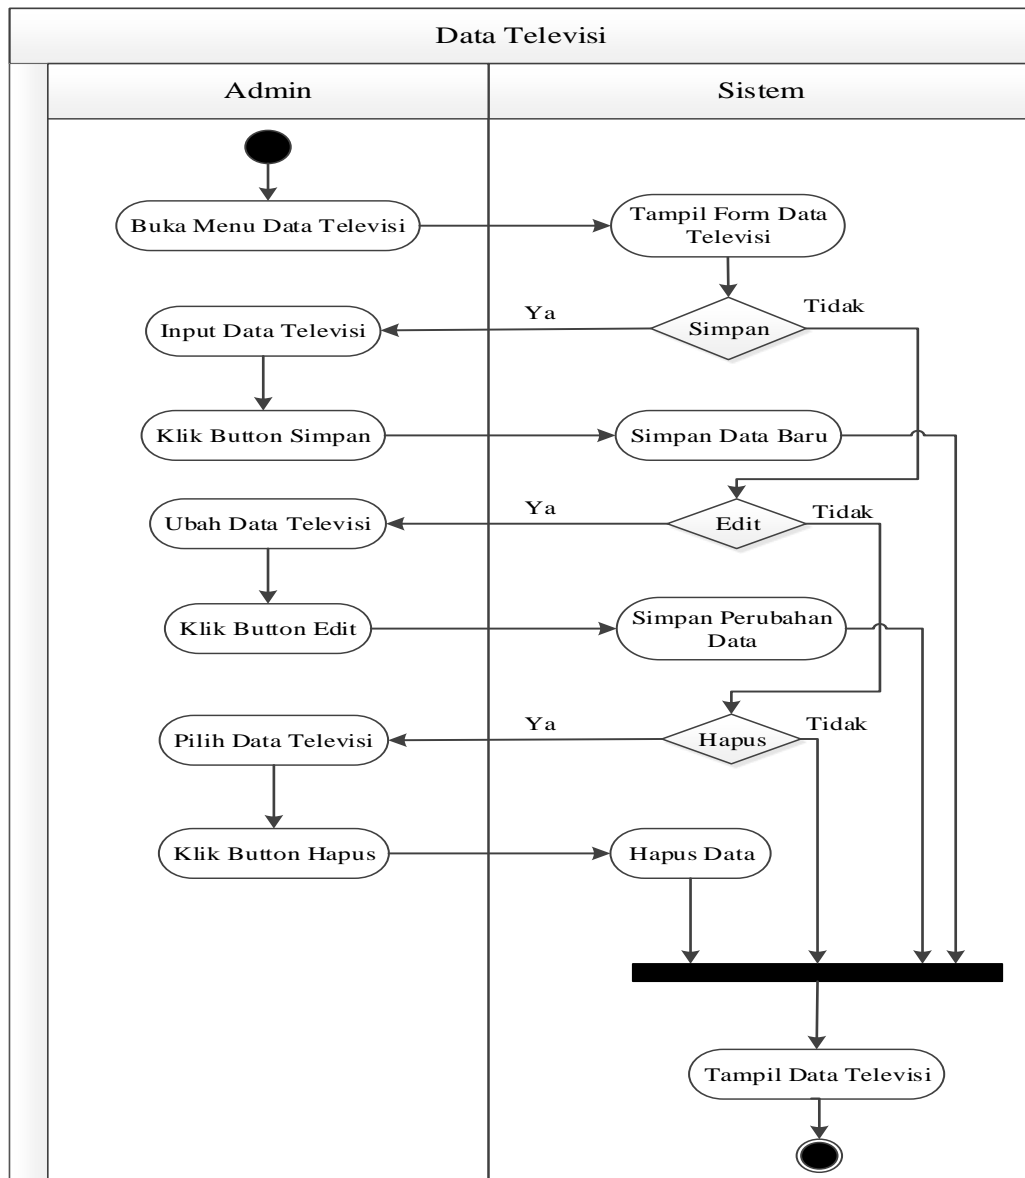 Data Televisi
Admin
Sistem
Buka Menu Data Televisi
Tampil Form Data
Televisi
Ya
Tidak
Input Data Televisi
Simpan
Klik Button Simpan
Simpan Data Baru
Ya
Tidak
Ubah Data Televisi
Edit
Klik Button Edit
Simpan Perubahan
Data
Ya
Tidak
Pilih Data Televisi
Hapus
Klik Button Hapus
Hapus Data
Tampil Data Televisi